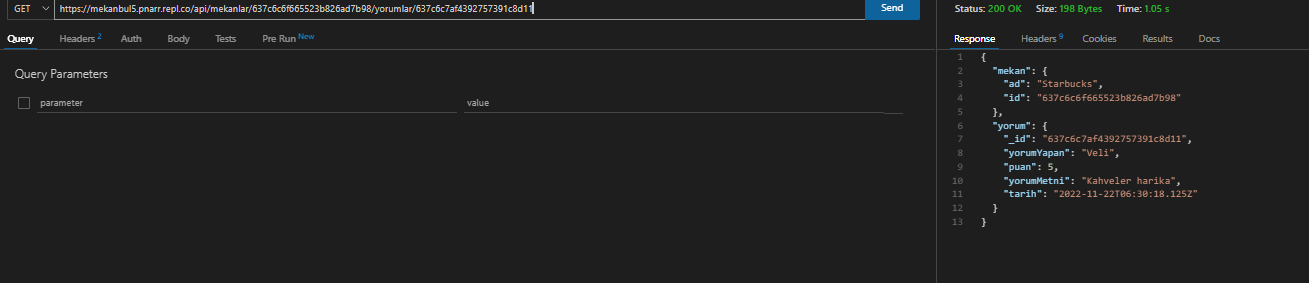 GET https://mekanbul5.pnarr.repl.co/api/mekanlar/637c6c6f665523b826ad7b98/yorumlar/637c6c7af4392757391c8d11 Send
Query Headers 2 Auth Body Tests Pre Run New
Query Parameters
parameter value
Status: 200 OK Size: 198 Bytes Time: 1.05 s
Response Headers 9 Cookies Results Docs
1 {
2 "mekan": {
3 "ad": "Starbucks",
4 "id": "637c6c6f665523b826ad7b98"
5 },
6 "yorum": {
7 "_id": "637c6c7af4392757391c8d11",
8 "yorumYapan": "Veli",
9 "puan": 5,
10 "yorumMetni": "Kahveler harika",
11 "tarih": "2022-11-22T06:30:18.125Z"
12 }
13 }